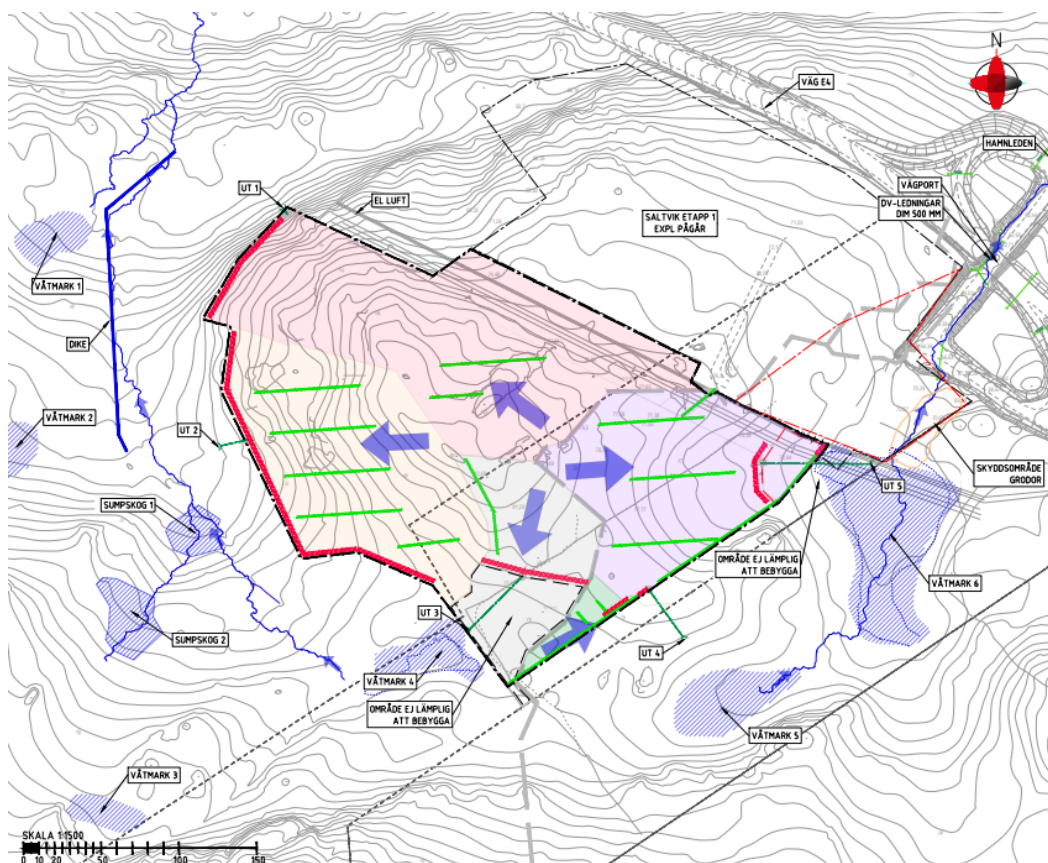 N
VÄG E4
HAMNLEDEN
VÄGPORT
DV-LEDNINGAR
DIM 500 MM
UT 1
EL LUFT
SALTVIK ETAPP 1
EXPL PÅGÅR
VÅTMARK 1
DIKE
VÅTMARK 2
UT 2
SKYDDSOMRÅDE
GRODOR
UT 5
SUMPSKOG 1
OMRÅDE EJ LÄMPLIG
ATT BEBYGGA
VÅTMARK 6
UT 3
SUMPSKOG 2
UT 4
VÅTMARK 4
OMRÅDE EJ LÄMPLIG
ATT BEBYGGA
VÅTMARK 5
VÅTMARK 3
SKALA 1:1500
0 10 20 50 100 150